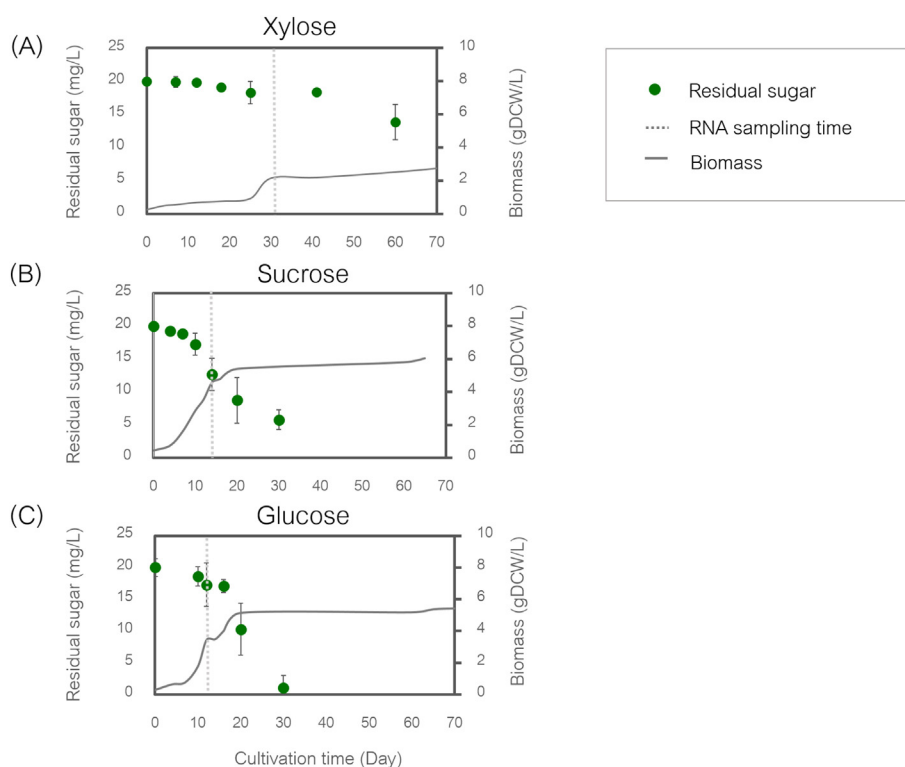 (A)
Xylose
Residual sugar (mg/L)
25
20
15
10
5
0
10
8
6
4
2
0
Biomass (gDCW/L)
0 10 20 30 40 50 60 70
Residual sugar
RNA sampling time
Biomass
(B)
Sucrose
Residual sugar (mg/L)
25
20
15
10
5
0
10
8
6
4
2
0
Biomass (gDCW/L)
0 10 20 30 40 50 60 70
(C)
Glucose
Residual sugar (mg/L)
25
20
15
10
5
0
10
8
6
4
2
0
Biomass (gDCW/L)
0 10 20 30 40 50 60 70
Cultivation time (Day)